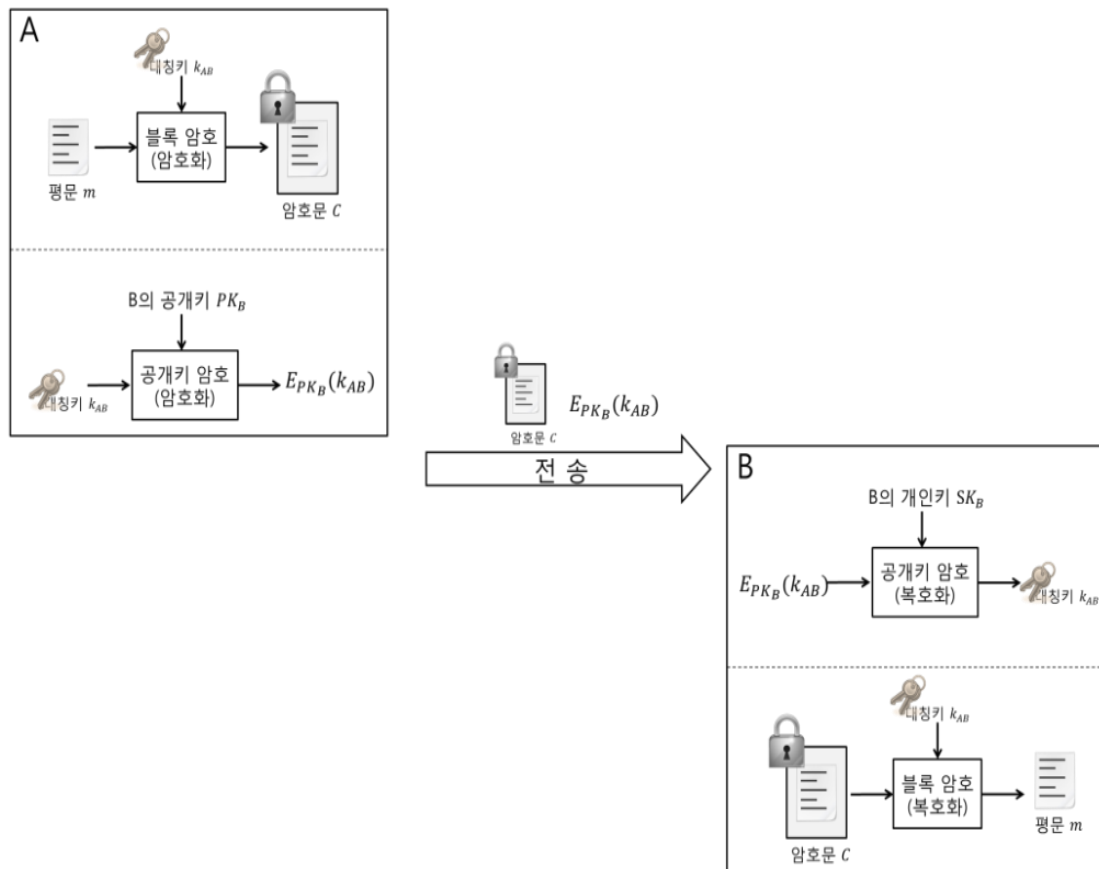 A
대칭키 k_AB
블록 암호
(암호화)
평문 m
암호문 C
B의 공개키 PK_B
공개키 암호
(암호화)
대칭키 k_AB
E_PK_B(k_AB)
암호문 C
E_PK_B(k_AB)
전 송
B
B의 개인키 SK_B
E_PK_B(k_AB)
공개키 암호
(복호화)
대칭키 k_AB
대칭키 k_AB
블록 암호
(복호화)
암호문 C
평문 m